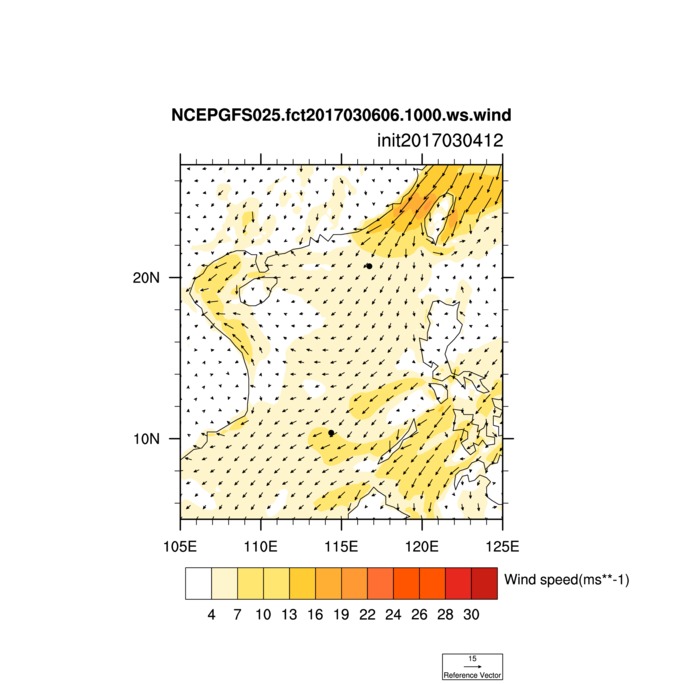 NCEPGFS025.fct2017030606.1000.ws.wind
init2017030412
20N
10N
105E 110E 115E 120E 125E
Wind speed(ms**-1)
4 7 10 13 16 19 22 24 26 28 30
15
Reference Vector